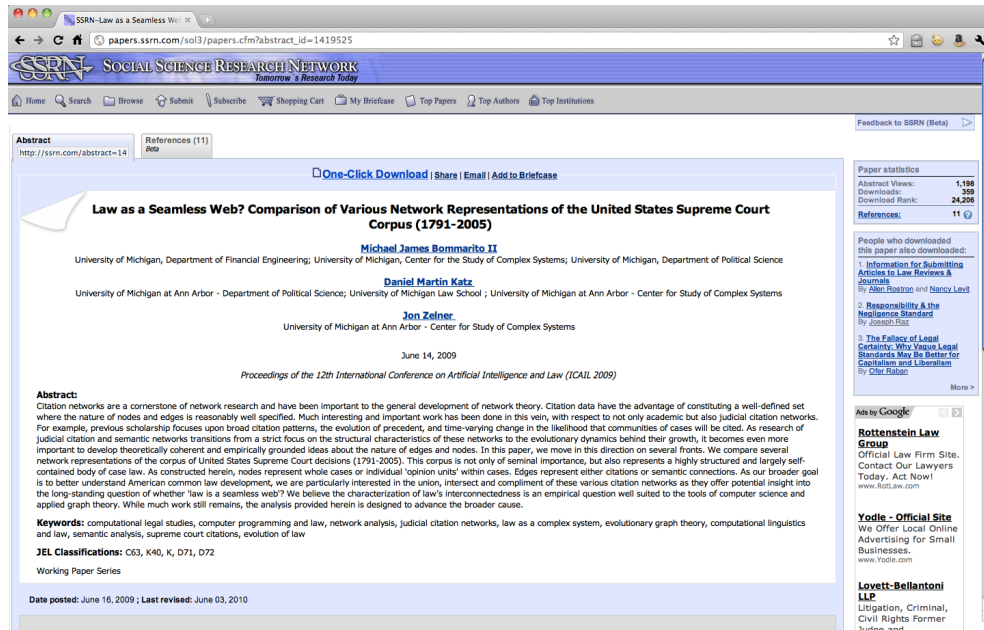 SSRN-Law as a Seamless We
papers.ssrn.com/sol3/papers.cfm?abstract_id=1419525
SSRN
SOCIAL SCIENCE RESEARCH NETWORK
Tomorrow's Research Today
Home Search Browse Submit Subscribe Shopping Cart My Briefcase Top Papers Top Authors Top Institutions
Feedback to SSRN (Beta)
Abstract
http://ssrn.com/abstract=14
References (11)
Beta
One-Click Download | Share | Email | Add to Briefcase
Law as a Seamless Web? Comparison of Various Network Representations of the United States Supreme Court
Corpus (1791-2005)
Michael James Bommarito II
University of Michigan, Department of Financial Engineering; University of Michigan, Center for the Study of Complex Systems; University of Michigan, Department of Political Science
Daniel Martin Katz
University of Michigan at Ann Arbor - Department of Political Science; University of Michigan Law School ; University of Michigan at Ann Arbor - Center for Study of Complex Systems
Jon Zelner
University of Michigan at Ann Arbor - Center for Study of Complex Systems
June 14, 2009
Proceedings of the 12th International Conference on Artificial Intelligence and Law (ICAIL 2009)
Abstract:
Citation networks are a cornerstone of network research and have been important to the general development of network theory. Citation data have the advantage of constituting a well-defined set
where the nature of nodes and edges is reasonably well specified. Much interesting and important work has been done in this vein, with respect to not only academic but also judicial citation networks.
For example, previous scholarship focuses upon broad citation patterns, the evolution of precedent, and time-varying change in the likelihood that communities of cases will be cited. As research of
judicial citation and semantic networks transitions from a strict focus on the structural characteristics of these networks to the evolutionary dynamics behind their growth, it becomes even more
important to develop theoretically coherent and empirically grounded ideas about the nature of edges and nodes. In this paper, we move in this direction on several fronts. We compare several
network representations of the corpus of United States Supreme Court decisions (1791-2005). This corpus is not only of seminal importance, but also represents a highly structured and largely self-
contained body of case law. As constructed herein, nodes represent whole cases or individual 'opinion units' within cases. Edges represent either citations or semantic connections. As our broader goal
is to better understand American common law development, we are particularly interested in the union, intersect and compliment of these various citation networks as they offer potential insight into
the long-standing question of whether 'law is a seamless web'? We believe the characterization of law's interconnectedness is an empirical question well suited to the tools of computer science and
applied graph theory. While much work still remains, the analysis provided herein is designed to advance the broader cause.
Keywords: computational legal studies, computer programming and law, network analysis, judicial citation networks, law as a complex system, evolutionary graph theory, computational linguistics
and law, semantic analysis, supreme court citations, evolution of law
JEL Classifications: C63, K40, K, D71, D72
Working Paper Series
Date posted: June 16, 2009 ; Last revised: June 03, 2010
Paper statistics
Abstract Views: 1,198
Downloads: 359
Download Rank: 24,206
References: 11
People who downloaded
this paper also downloaded:
1. Information for Submitting
Articles to Law Reviews &
Journals
By Allen Rostron and Nancy Levit
2. Responsibility & the
Negligence Standard
By Joseph Raz
3. The Fallacy of Legal
Certainty: Why Vague Legal
Standards May Be Better for
Capitalism and Liberalism
By Ofer Raban
More >
Ads by Google
Rottenstein Law
Group
Official Law Firm Site.
Contact Our Lawyers
Today. Act Now!
www.RotLaw.com
Yodle - Official Site
We Offer Local Online
Advertising for Small
Businesses.
www.Yodle.com
Lovett-Bellantoni
LLP
Litigation, Criminal,
Civil Rights Former
Judge and